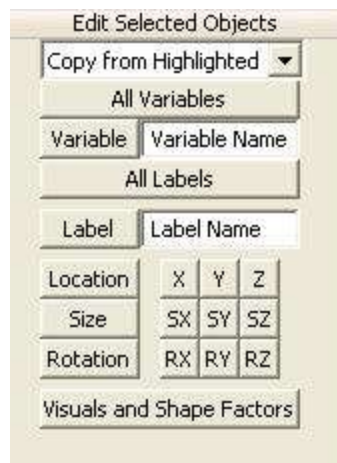 Edit Selected Objects
Copy from Highlighted
All Variables
Variable Variable Name
All Labels
Label Label Name
Location X Y Z
Size SX SY SZ
Rotation RX RY RZ
Visuals and Shape Factors